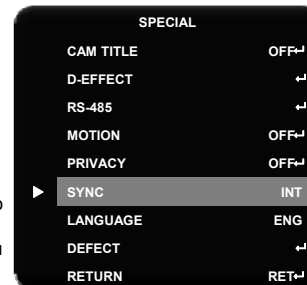 SPECIAL
CAM TITLE OFF↵
D-EFFECT ↵
RS-485 ↵
MOTION OFF↵
PRIVACY OFF↵
SYNC INT
LANGUAGE ENG
DEFECT ↵
RETURN RET↵